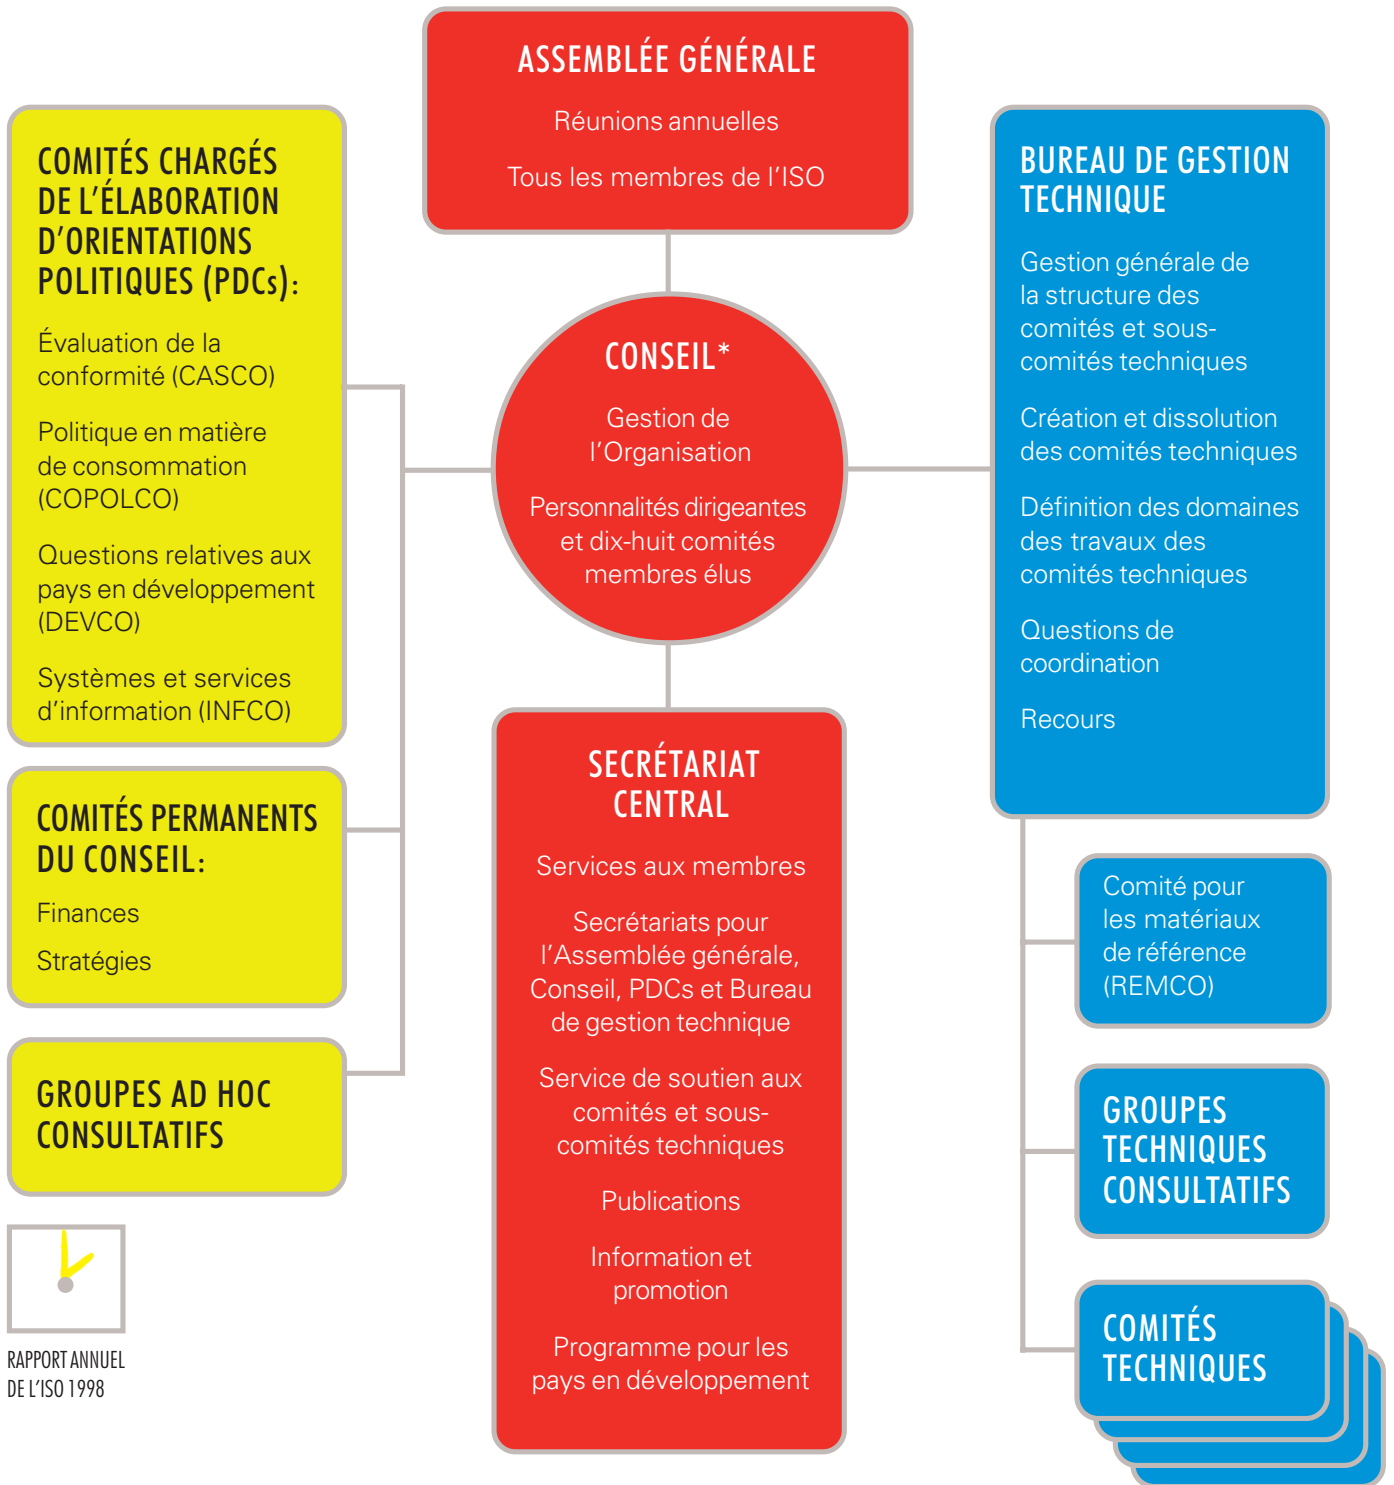 ASSEMBLÉE GÉNÉRALE
Réunions annuelles
Tous les membres de l'ISO
COMITÉS CHARGÉS
DE L'ÉLABORATION
D'ORIENTATIONS
POLITIQUES (PDCs):
Évaluation de la
conformité (CASCO)
Politique en matière
de consommation
(COPOLCO)
Questions relatives aux
pays en développement
(DEVCO)
Systèmes et services
d'information (INFCO)
COMITÉS PERMANENTS
DU CONSEIL:
Finances
Stratégies
GROUPES AD HOC
CONSULTATIFS
RAPPORT ANNUEL
DE L'ISO 1998
CONSEIL*
Gestion de
l'Organisation
Personnalités dirigeantes
et dix-huit comités
membres élus
SECRÉTARIAT
CENTRAL
Services aux membres
Secrétariats pour
l'Assemblée générale,
Conseil, PDCs et Bureau
de gestion technique
Service de soutien aux
comités et sous-
comités techniques
Publications
Information et
promotion
Programme pour les
pays en développement
BUREAU DE GESTION
TECHNIQUE
Gestion générale de
la structure des
comités et sous-
comités techniques
Création et dissolution
des comités techniques
Définition des domaines
des travaux des
comités techniques
Questions de
coordination
Recours
Comité pour
les matériaux
de référence
(REMCO)
GROUPES
TECHNIQUES
CONSULTATIFS
COMITÉS
TECHNIQUES